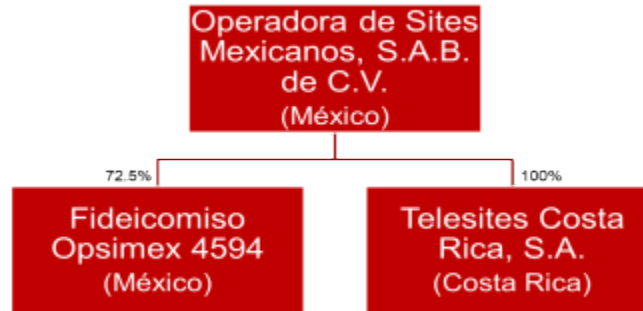 Operadora de Sites
Mexicanos, S.A.B.
de C.V.
(México)
72.5%
100%
Fideicomiso
Opsimex 4594
(México)
Telesites Costa
Rica, S.A.
(Costa Rica)